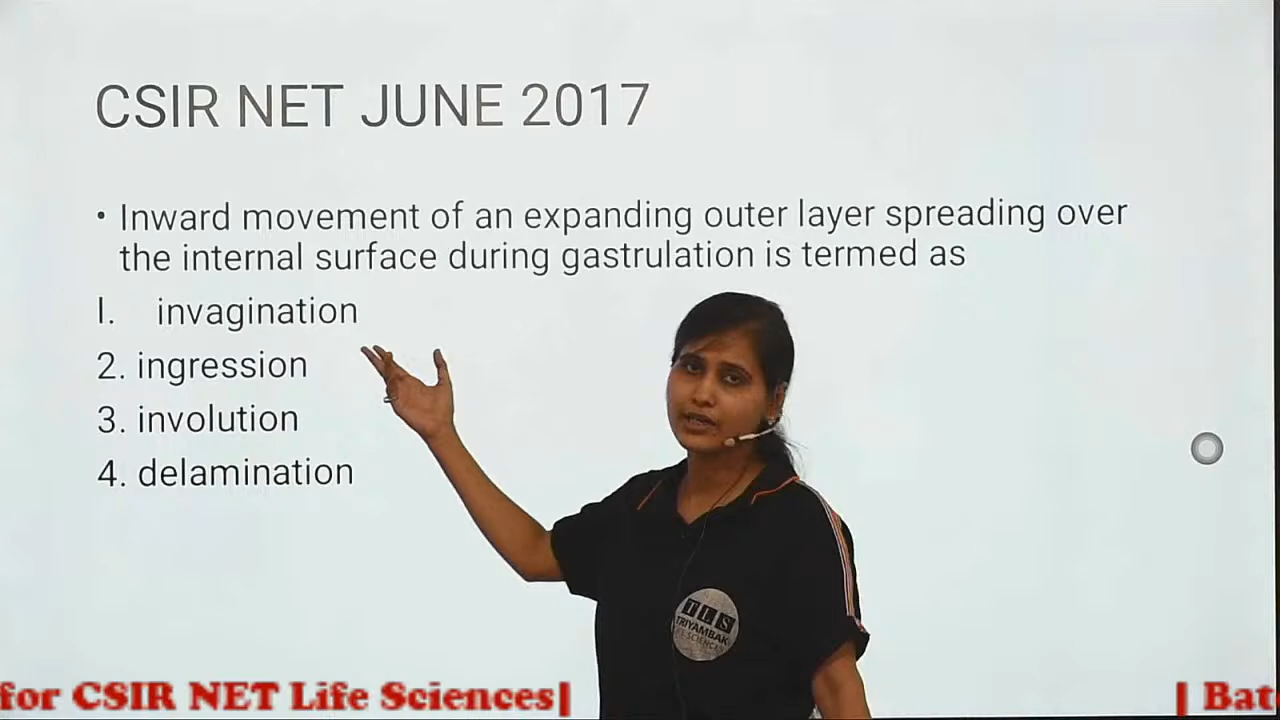 CSIR NET JUNE 2017
• Inward movement of an expanding outer layer spreading over
the internal surface during gastrulation is termed as
I. invagination
2. ingression
3. involution
4. delamination
TLS
TRIYAMBAK
for CSIR NET Life Sciences| | Bat